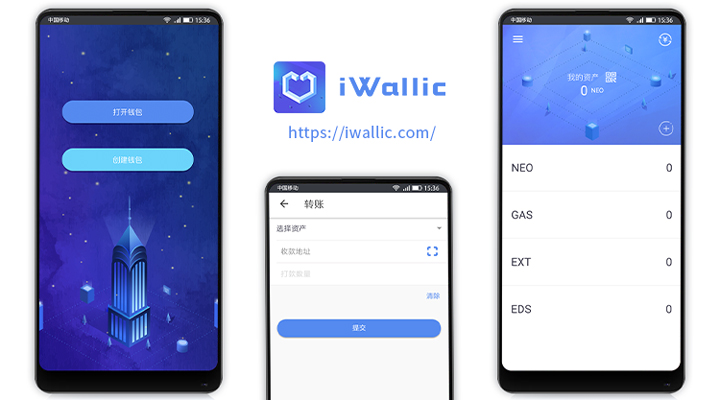 中国移动 15:36
打开钱包
创建钱包
iWallic
https://iwallic.com/
中国移动 15:36
转账
选择资产
收款地址
打款数量
清除
提交
中国移动 15:36
我的资产
0 NEO
NEO 0
GAS 0
EXT 0
EDS 0